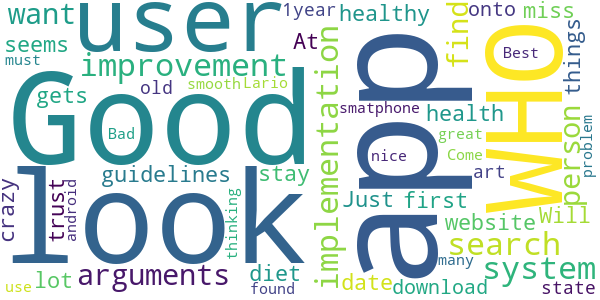 want
user
1year
healthy
onto
miss
seems
At
find
things
must
improvement
old
smooth
Lario
implementation
app
WHO
Best
gets
Good
Bad
smatphone
health
person
problem
nice
great
Come
guidelines
stay
art
crazy
trust
android
look
thinking
Just
first
website
Will
search
lot
arguments
diet
date
many
system
use
found
download
state